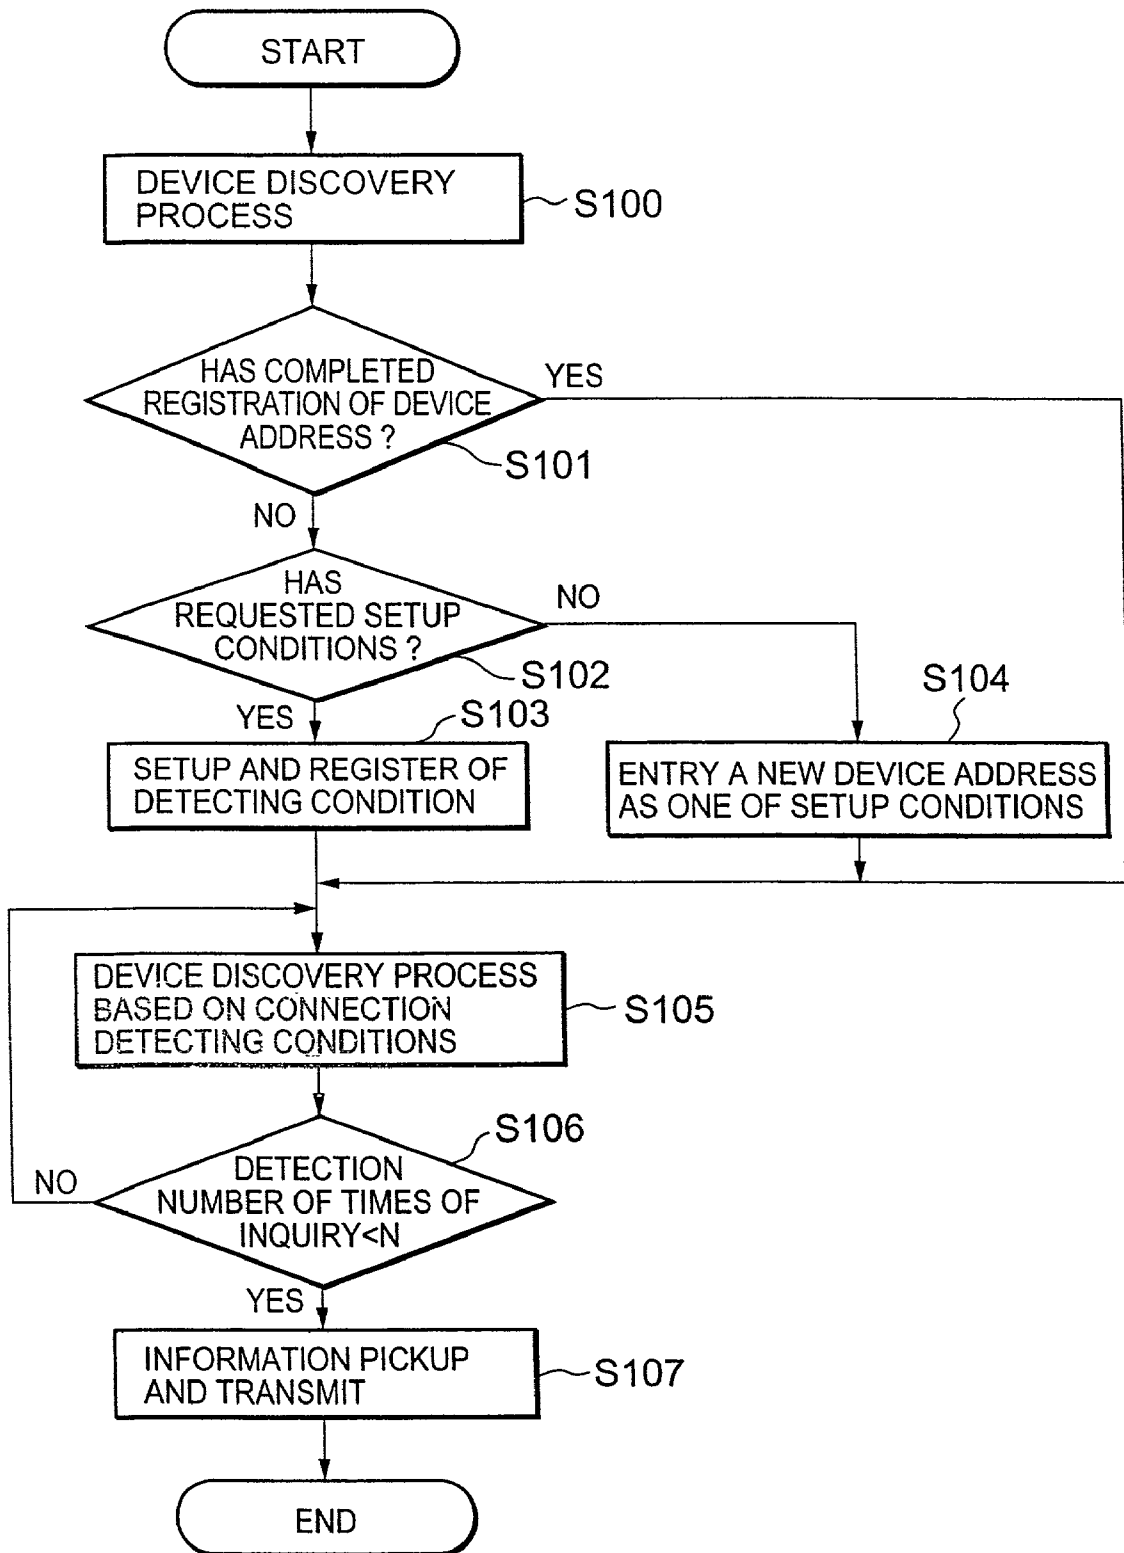 START
DEVICE DISCOVERY
PROCESS
S100
HAS COMPLETED
REGISTRATION OF DEVICE
ADDRESS ?
YES
S101
NO
HAS
REQUESTED SETUP
CONDITIONS ?
NO
S102
YES
S103
S104
SETUP AND REGISTER OF
DETECTING CONDITION
ENTRY A NEW DEVICE ADDRESS
AS ONE OF SETUP CONDITIONS
DEVICE DISCOVERY PROCESS
BASED ON CONNECTION
DETECTING CONDITIONS
S105
S106
DETECTION
NUMBER OF TIMES OF
INQUIRY<N
NO
YES
INFORMATION PICKUP
AND TRANSMIT
S107
END